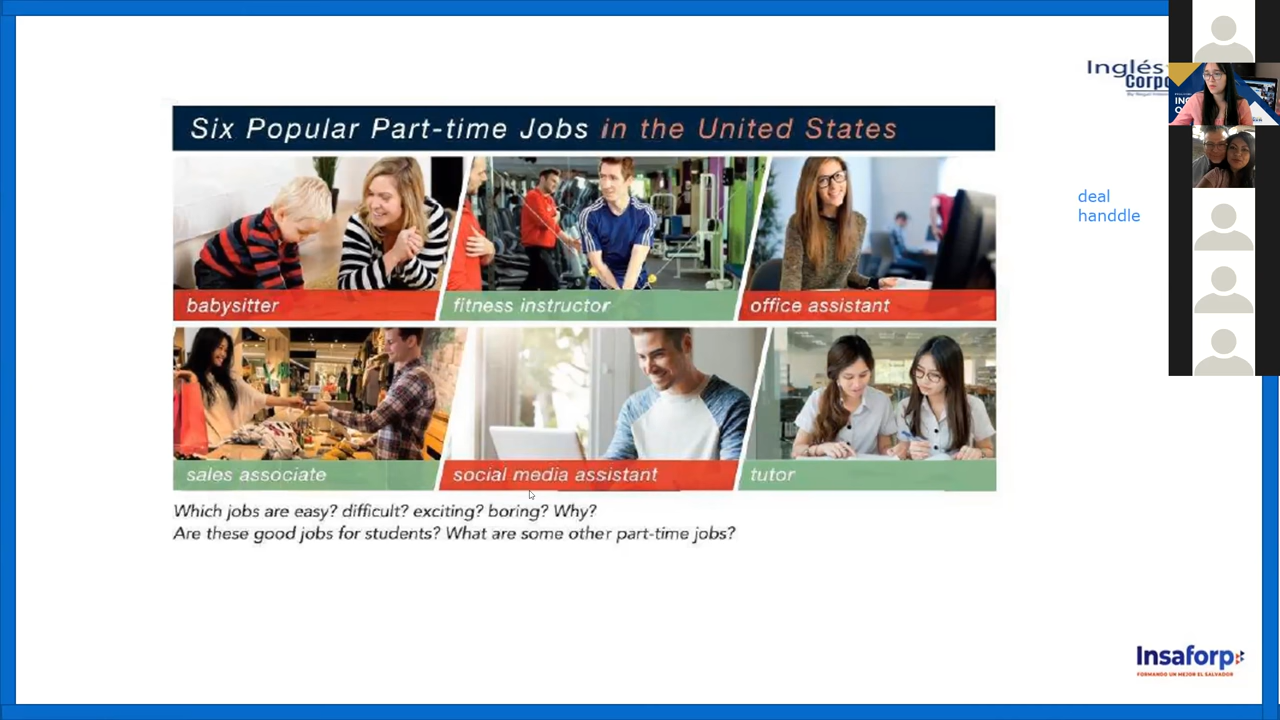 Inglés
Corpo
Six Popular Part-time Jobs in the United States
deal
handdle
babysitter
fitness instructor
office assistant
sales associate
social media assistant
tutor
Which jobs are easy? difficult? exciting? boring? Why?
Are these good jobs for students? What are some other part-time jobs?
Insaforp
FORMANDO UN MEJOR EL SALVADOR